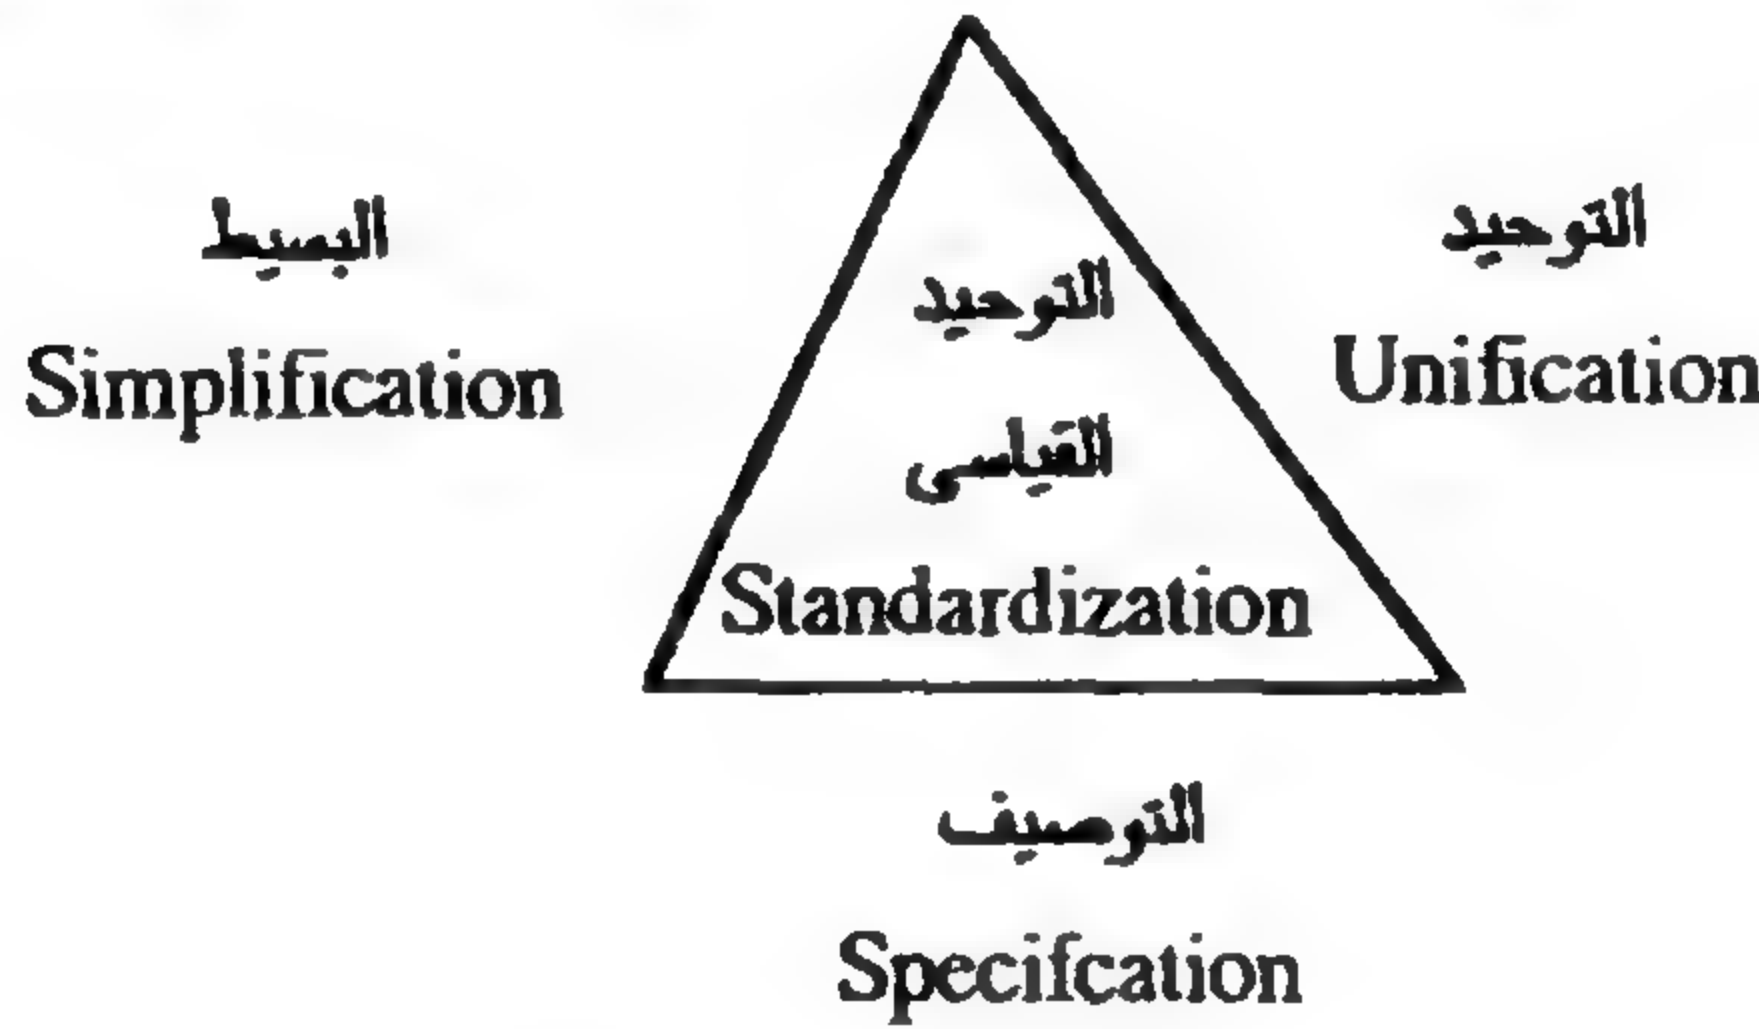 البسيط
Simplification
التوحيد
القياسى
Standardization
التوحيد
Unification
التوصيف
Specifcation